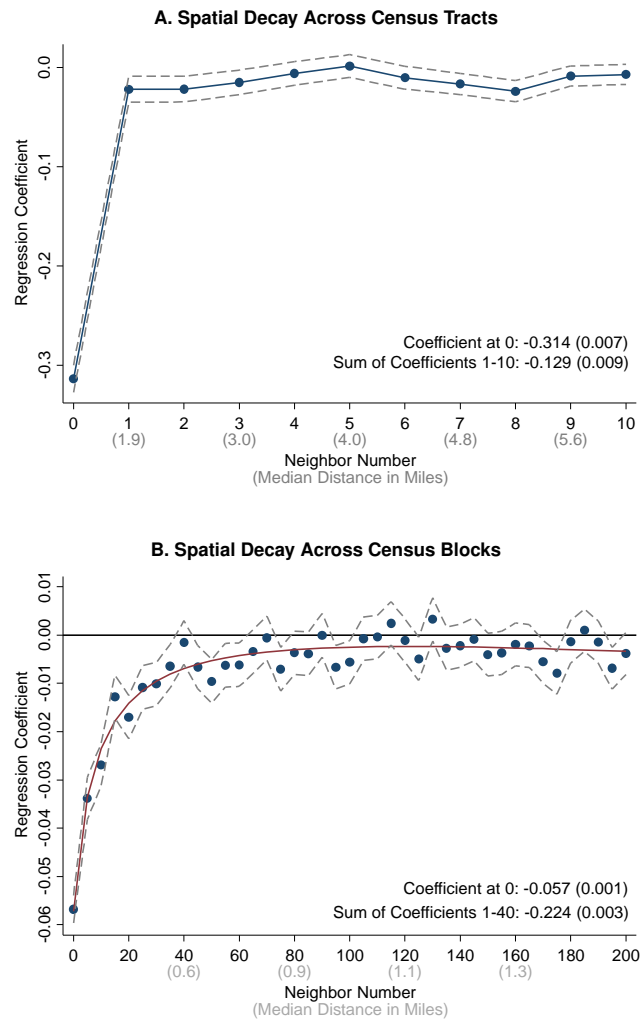 A. Spatial Decay Across Census Tracts
0.0
-0.1
-0.2
-0.3
Regression Coefficient
Coefficient at 0: -0.314 (0.007)
Sum of Coefficients 1-10: -0.129 (0.009)
0 1 2 3 4 5 6 7 8 9 10
(1.9) (3.0) (4.0) (4.8) (5.6)
Neighbor Number
(Median Distance in Miles)
B. Spatial Decay Across Census Blocks
0.01
0.00
-0.01
-0.02
-0.03
-0.04
-0.05
-0.06
Regression Coefficient
Coefficient at 0: -0.057 (0.001)
Sum of Coefficients 1-40: -0.224 (0.003)
0 20 40 60 80 100 120 140 160 180 200
(0.6) (0.9) (1.1) (1.3)
Neighbor Number
(Median Distance in Miles)